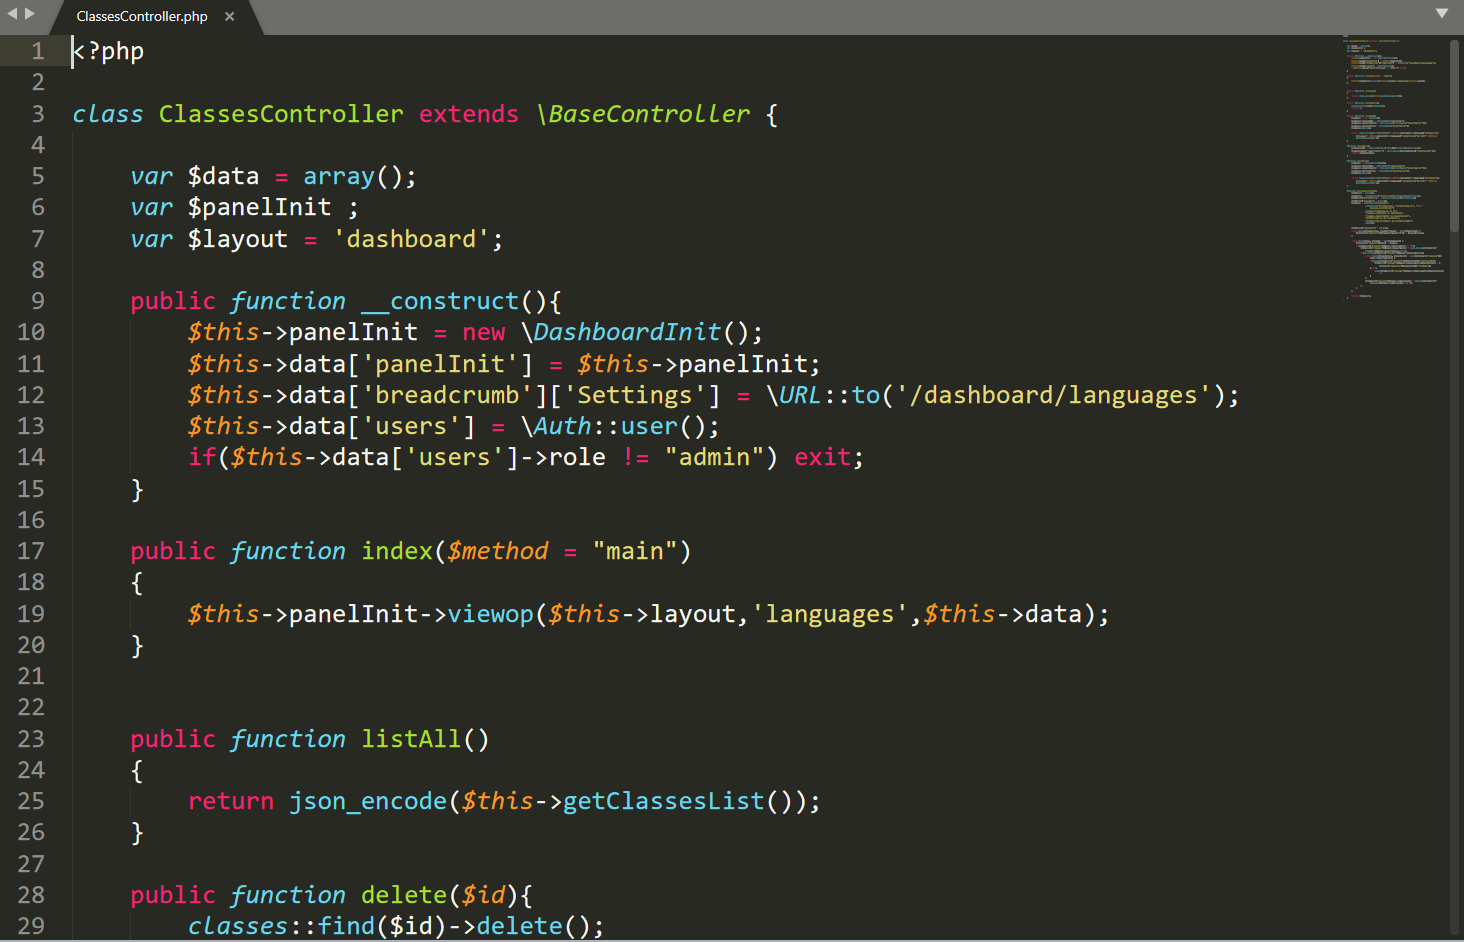 ClassesController.php ×
1 <?php
2
3 class ClassesController extends \BaseController {
4
5     var $data = array();
6     var $panelInit ;
7     var $layout = 'dashboard';
8
9     public function __construct(){
10         $this->panelInit = new \DashboardInit();
11         $this->data['panelInit'] = $this->panelInit;
12         $this->data['breadcrumb']['Settings'] = \URL::to('/dashboard/languages');
13         $this->data['users'] = \Auth::user();
14         if($this->data['users']->role != "admin") exit;
15     }
16
17     public function index($method = "main")
18     {
19         $this->panelInit->viewop($this->layout,'languages',$this->data);
20     }
21
22
23     public function listAll()
24     {
25         return json_encode($this->getClassesList());
26     }
27
28     public function delete($id){
29         classes::find($id)->delete();